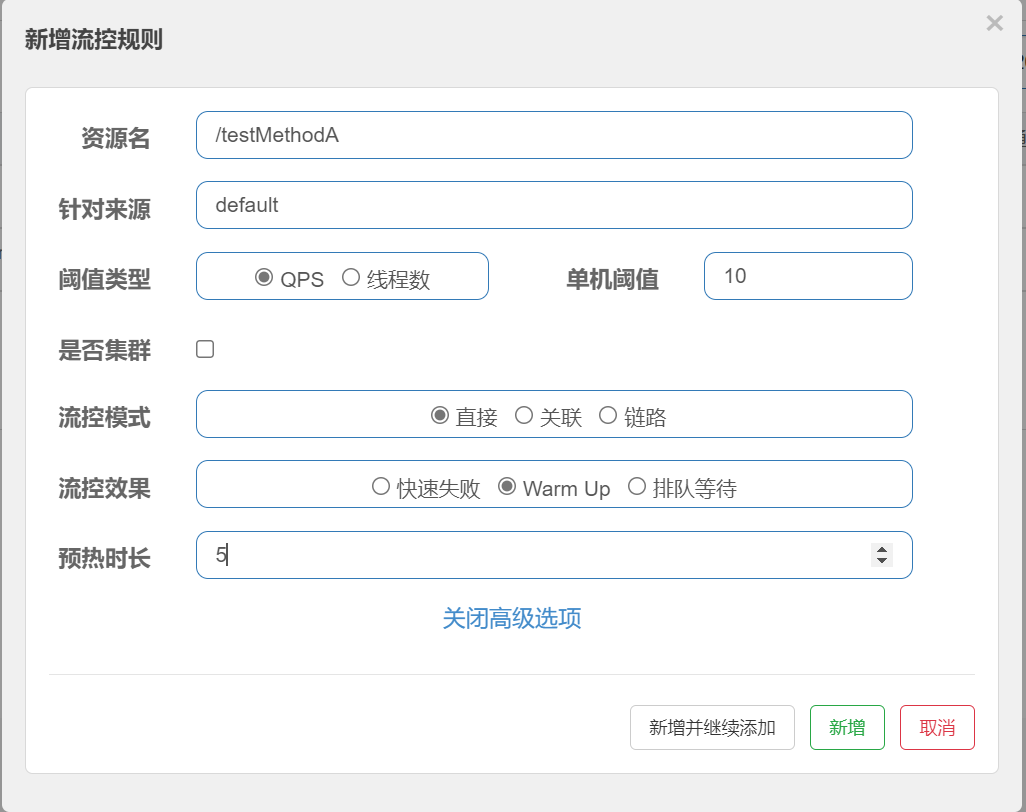 新增流控规则
资源名 /testMethodA
针对来源 default
阈值类型 QPS 线程数 单机阈值 10
是否集群
流控模式 直接 关联 链路
流控效果 快速失败 Warm Up 排队等待
预热时长 5
关闭高级选项
新增并继续添加 新增 取消